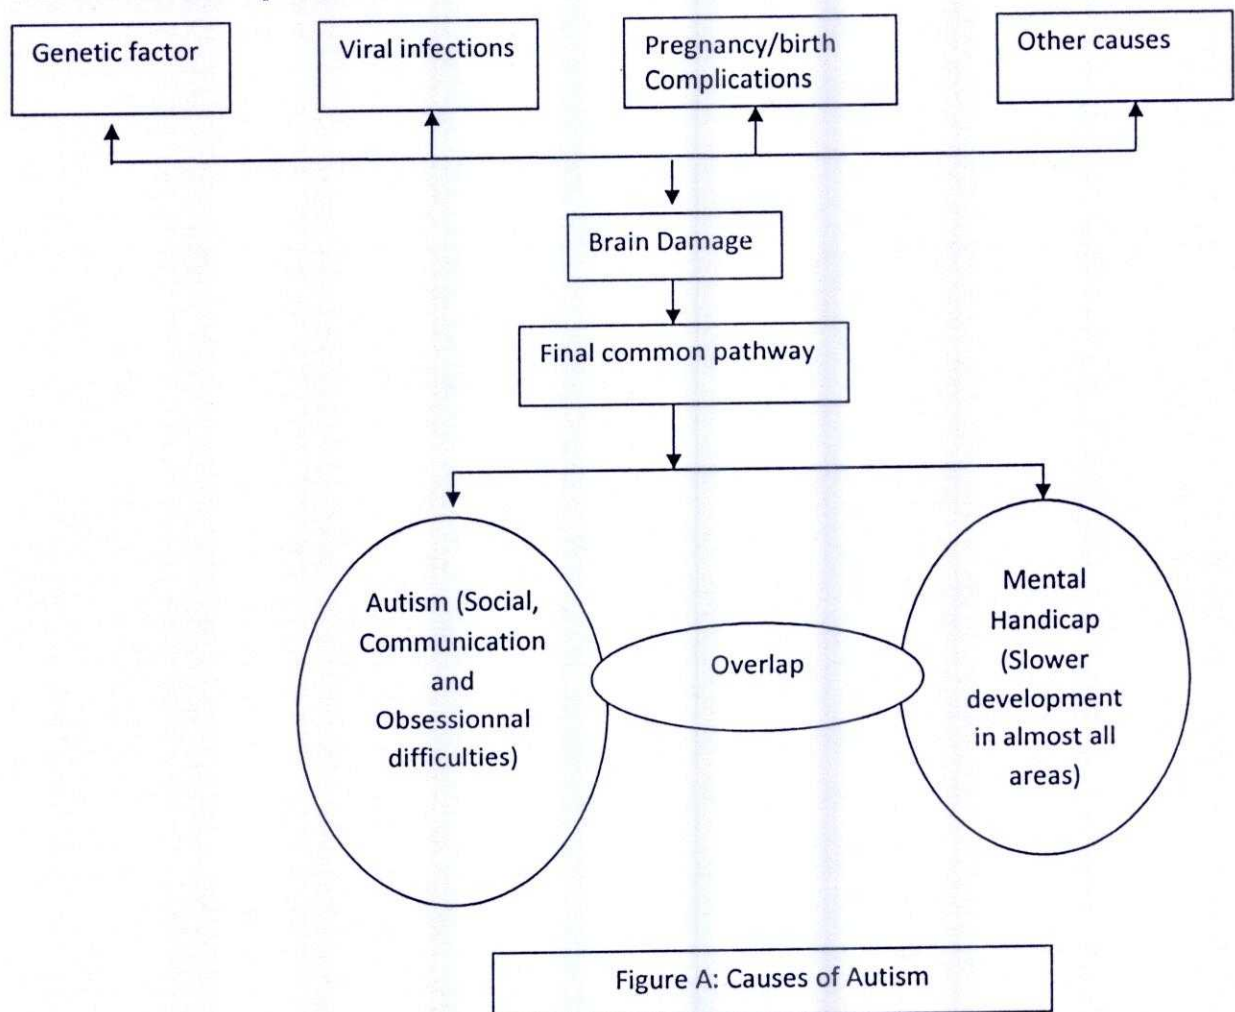 Genetic factor
Viral infections
Pregnancy/birth
Complications
Other causes
Brain Damage
Final common pathway
Autism (Social,
Communication
and
Obsessionnal
difficulties)
Overlap
Mental
Handicap
(Slower
development
in almost all
areas)
Figure A: Causes of Autism